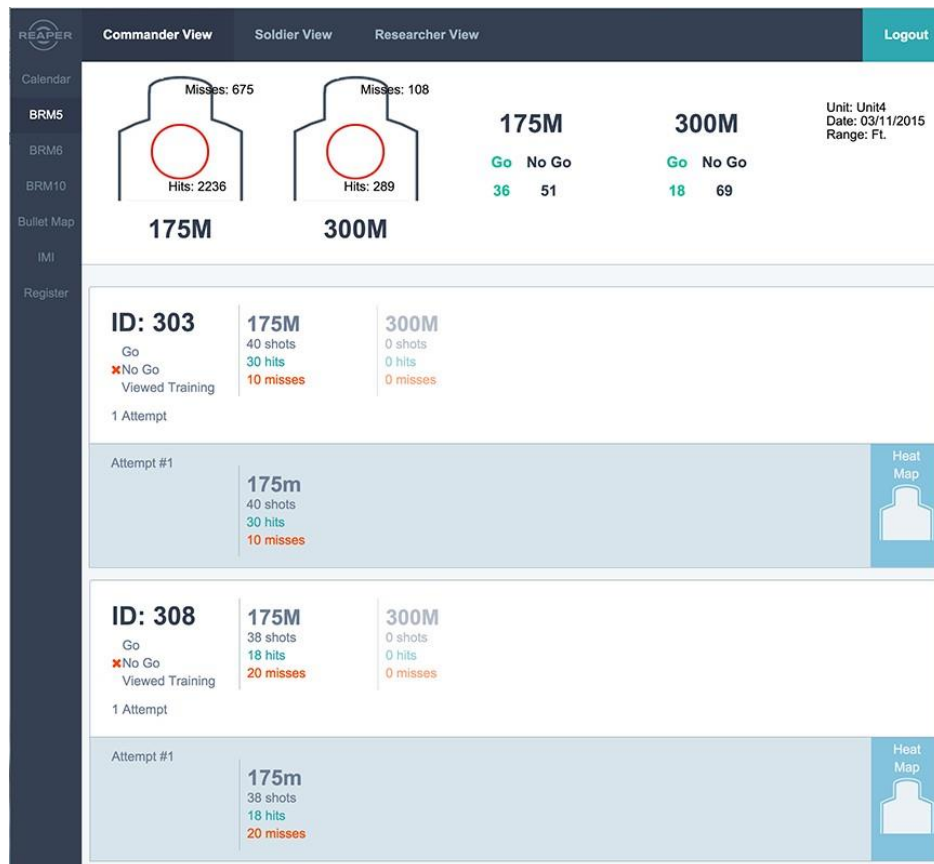 REAPER
Commander View Soldier View Researcher View Logout
Calendar
BRM5
BRM6
BRM10
Bullet Map
IMI
Register
Misses: 675
Hits: 2236
175M
Misses: 108
Hits: 289
300M
175M
Go No Go
36 51
300M
Go No Go
18 69
Unit: Unit4
Date: 03/11/2015
Range: Ft.
ID: 303
Go
No Go
Viewed Training
1 Attempt
175M
40 shots
30 hits
10 misses
300M
0 shots
0 hits
0 misses
Attempt #1
175m
40 shots
30 hits
10 misses
Heat
Map
ID: 308
Go
No Go
Viewed Training
1 Attempt
175M
38 shots
18 hits
20 misses
300M
0 shots
0 hits
0 misses
Attempt #1
175m
38 shots
18 hits
20 misses
Heat
Map